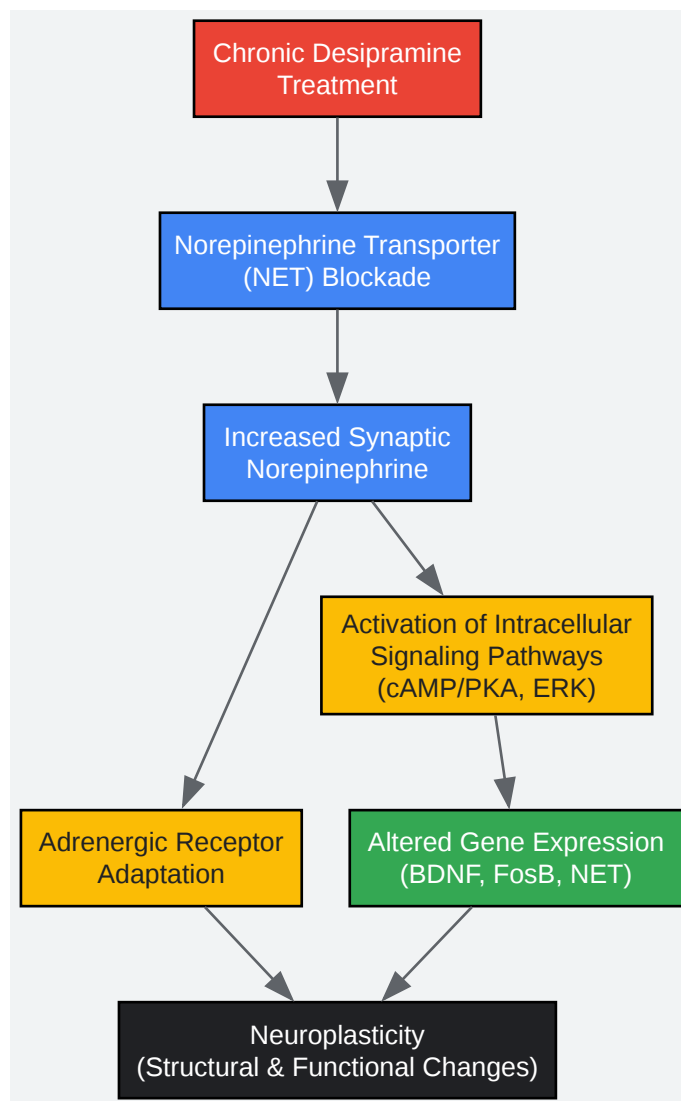 Chronic Desipramine
Treatment
Norepinephrine Transporter
(NET) Blockade
Increased Synaptic
Norepinephrine
Activation of Intracellular
Signaling Pathways
(cAMP/PKA, ERK)
Adrenergic Receptor
Adaptation
Altered Gene Expression
(BDNF, FosB, NET)
Neuroplasticity
(Structural & Functional Changes)